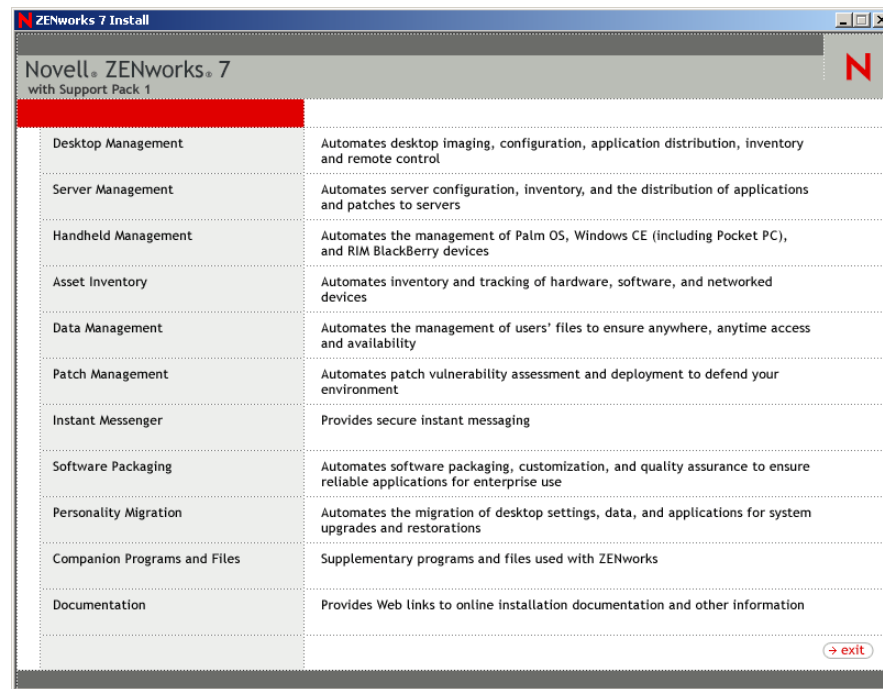 ZENworks 7 Install
Novell® ZENworks® 7
with Support Pack 1
N
Desktop Management
Automates desktop imaging, configuration, application distribution, inventory
and remote control
Server Management
Automates server configuration, inventory, and the distribution of applications
and patches to servers
Handheld Management
Automates the management of Palm OS, Windows CE (including Pocket PC),
and RIM BlackBerry devices
Asset Inventory
Automates inventory and tracking of hardware, software, and networked
devices
Data Management
Automates the management of users’ files to ensure anywhere, anytime access
and availability
Patch Management
Automates patch vulnerability assessment and deployment to defend your
environment
Instant Messenger
Provides secure instant messaging
Software Packaging
Automates software packaging, customization, and quality assurance to ensure
reliable applications for enterprise use
Personality Migration
Automates the migration of desktop settings, data, and applications for system
upgrades and restorations
Companion Programs and Files
Supplementary programs and files used with ZENworks
Documentation
Provides Web links to online installation documentation and other information
exit